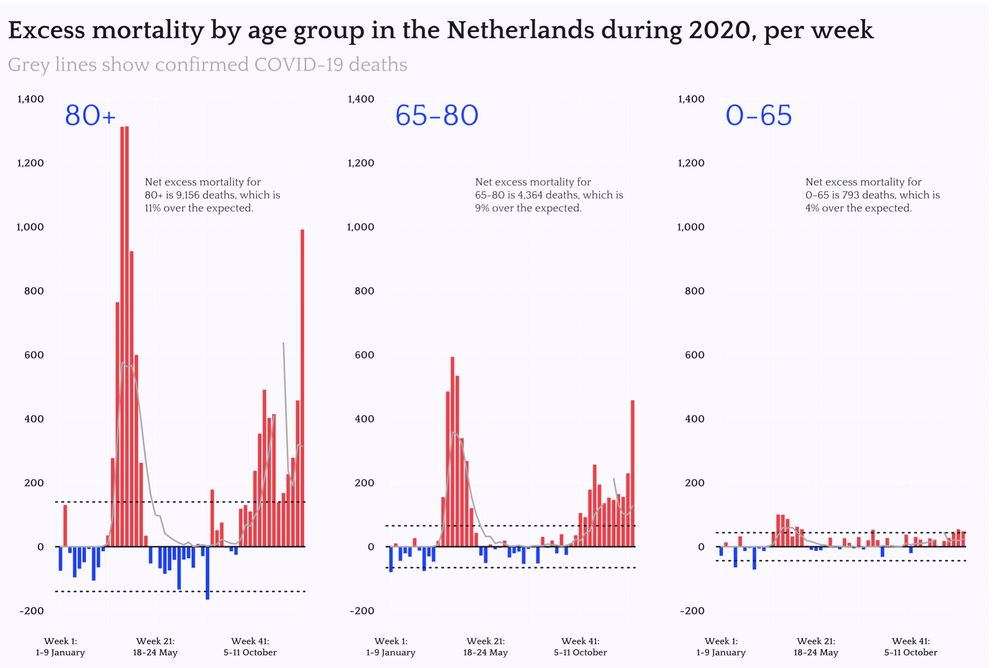 Excess mortality by age group in the Netherlands during 2020, per week
Grey lines show confirmed COVID-19 deaths
1,400
1,200
1,000
800
600
400
200
0
-200
80+
Net excess mortality for
80+ is 9,156 deaths, which is
11% over the expected.
Week 1:
1-9 January
Week 21:
18-24 May
Week 41:
5-11 October
1,400
1,200
1,000
800
600
400
200
0
-200
65-80
Net excess mortality for
65-80 is 4,364 deaths, which is
9% over the expected.
Week 1:
1-9 January
Week 21:
18-24 May
Week 41:
5-11 October
1,400
1,200
1,000
800
600
400
200
0
-200
0-65
Net excess mortality for
0-65 is 793 deaths, which is
4% over the expected.
Week 1:
1-9 January
Week 21:
18-24 May
Week 41:
5-11 October